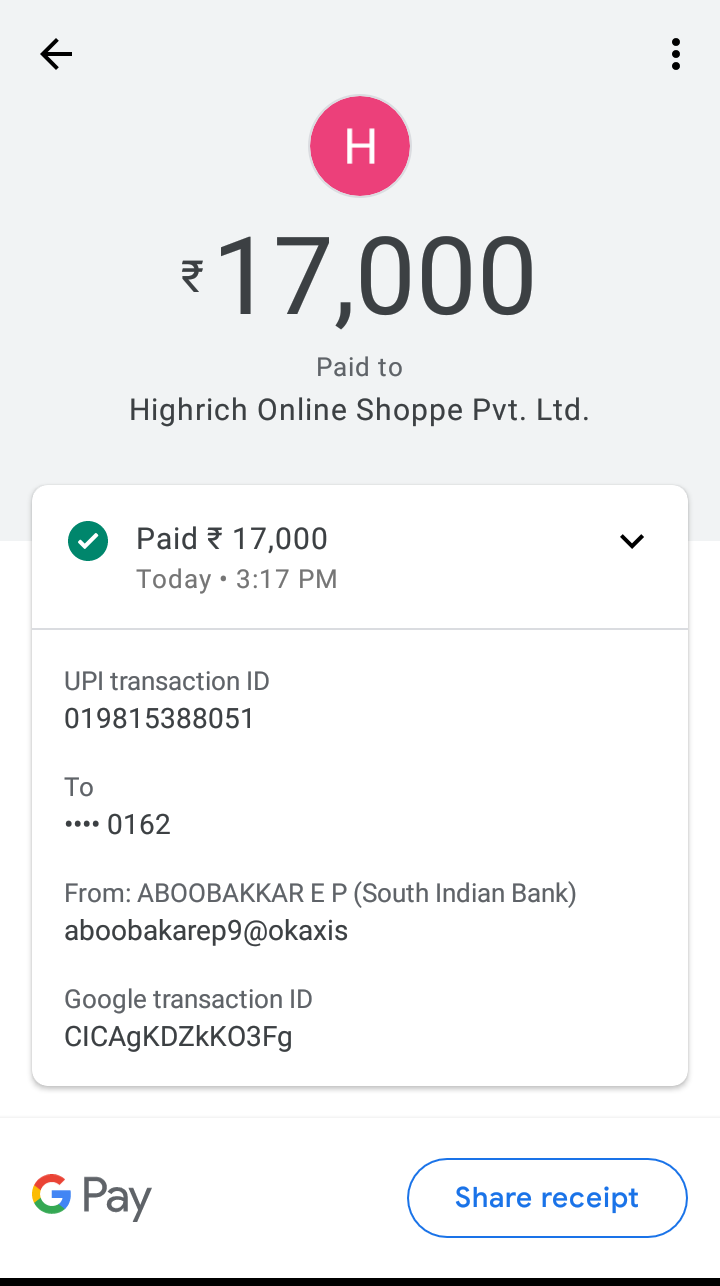 H
₹17,000
Paid to
Highrich Online Shoppe Pvt. Ltd.
Paid ₹ 17,000
Today • 3:17 PM
UPI transaction ID
019815388051
To
•••• 0162
From: ABOOBAKKAR E P (South Indian Bank)
aboobakarep9@okaxis
Google transaction ID
CICAgKDZkKO3Fg
G Pay
Share receipt